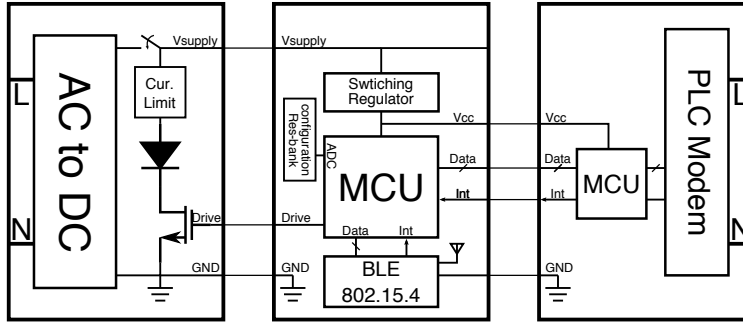 L
N
AC to DC
Vsupply
Cur.
Limit
Drive
GND
Vsupply
Swtiching
Regulator
Vcc
configuration
Res-bank
ADC
MCU
Data
Int
Drive
Data
Int
GND
BLE
802.15.4
Vcc
Data
Int
MCU
GND
PLC Modem
L
N